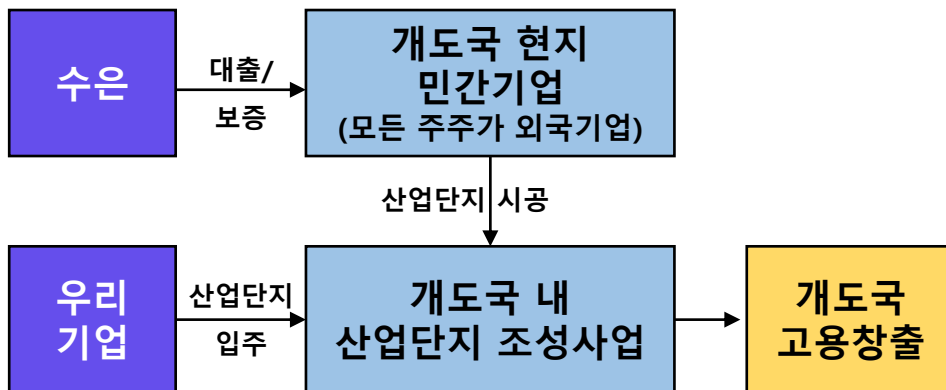 수은
대출/
보증
개도국 현지
민간기업
(모든 주주가 외국기업)
산업단지 시공
우리
기업
산업단지
입주
개도국 내
산업단지 조성사업
개도국
고용창출